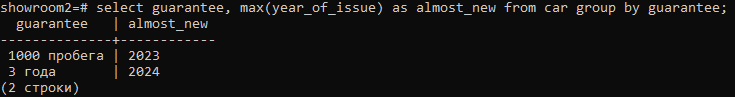 showroom2=# select guarantee, max(year_of_issue) as almost_new from car group by guarantee;
  guarantee   | almost_new
--------------+------------
 1000 пробега | 2023
 3 года       | 2024
(2 строки)